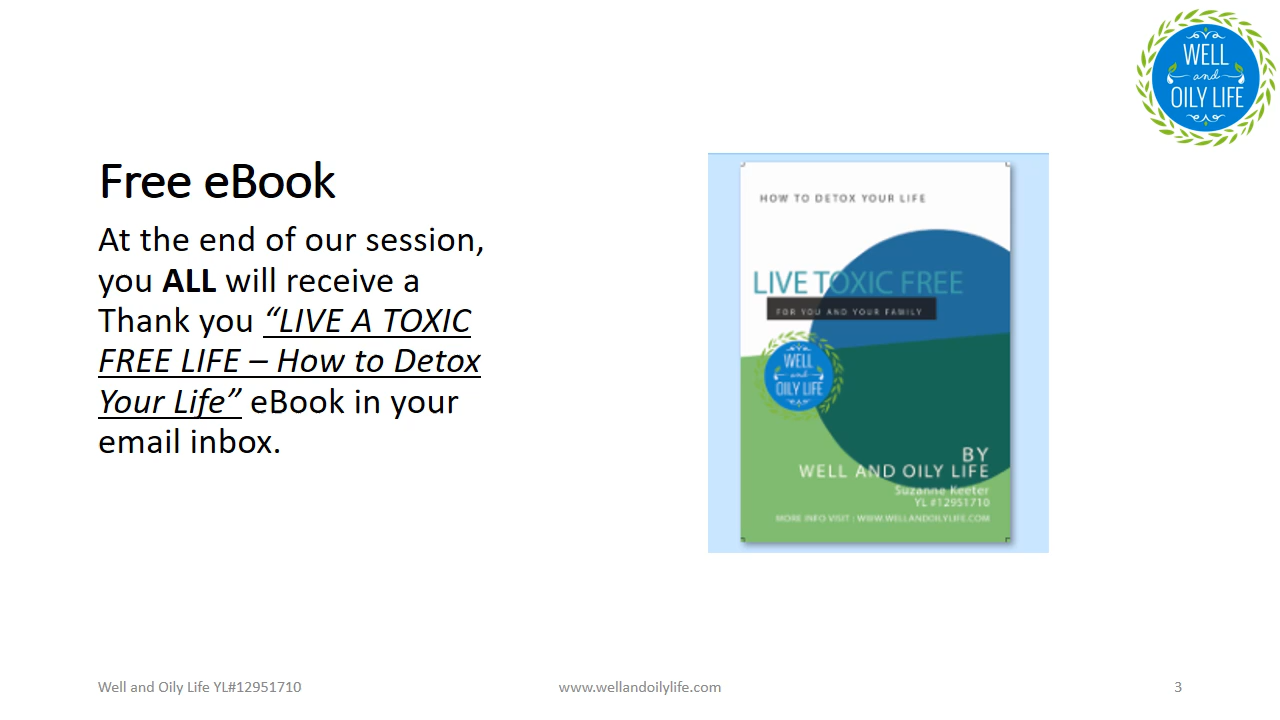 WELL
and
OILY LIFE
Free eBook
At the end of our session,
you ALL will receive a
Thank you “LIVE A TOXIC
FREE LIFE – How to Detox
Your Life” eBook in your
email inbox.
HOW TO DETOX YOUR LIFE
LIVE TOXIC FREE
FOR YOU AND YOUR FAMILY
WELL
and
OILY LIFE
BY
WELL AND OILY LIFE
Suzanne Keeter
YL #12951710
MORE INFO VISIT : WWW.WELLANDOILYLIFE.COM
Well and Oily Life YL#12951710
www.wellandoilylife.com
3